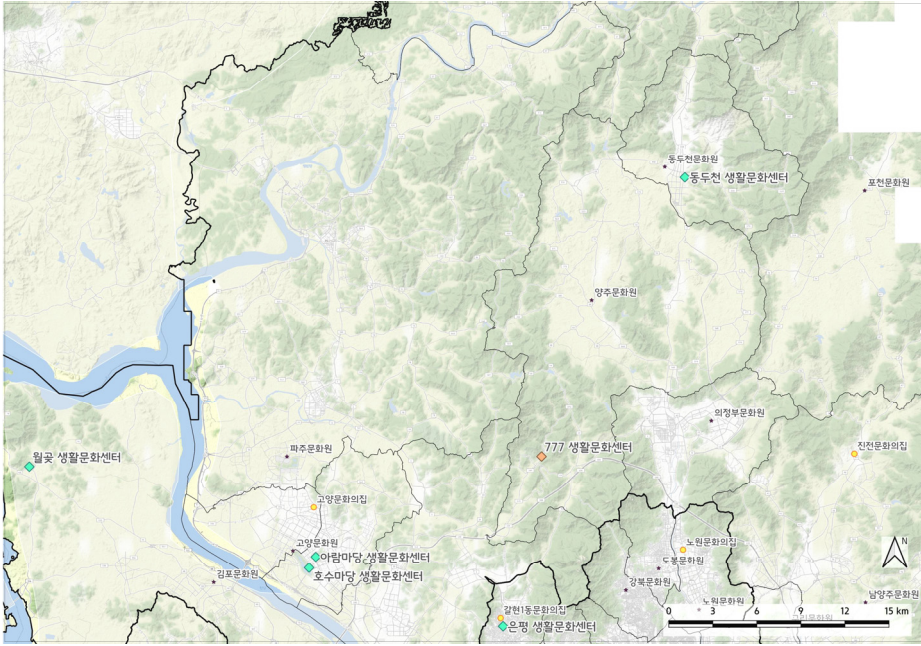 동두천문화원
동두천 생활문화센터
포천문화원
양주문화원
의정부문화원
777 생활문화센터
진전문화의집
파주문화원
월곶 생활문화센터
고양문화의집
고양문화원
아람마당 생활문화센터
호수마당 생활문화센터
김포문화원
노원문화의집
도봉문화원
강북문화원
노원문화원
남양주문화원
갈현1동문화의집
은평 생활문화센터
N
0 3 6 9 12 15 km